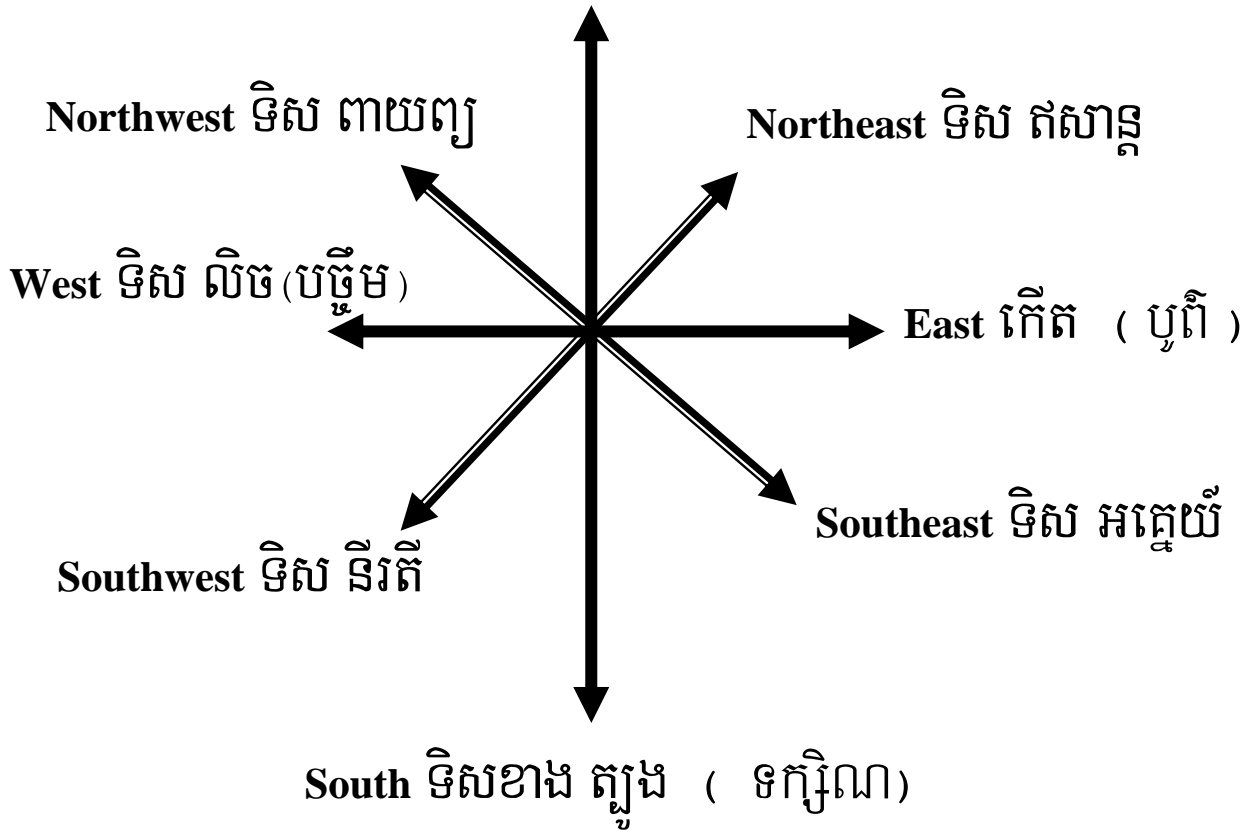 Northwest ទិស ពាយព្យ
Northeast ទិស ឥសាន្ត
West ទិស លិច (បច្ចឹម)
East កើត ( បូព៌ )
Southeast ទិស អគ្នេយ៍
Southwest ទិស នីរតី
South ទិសខាង ត្បូង ( ទក្សិណ)